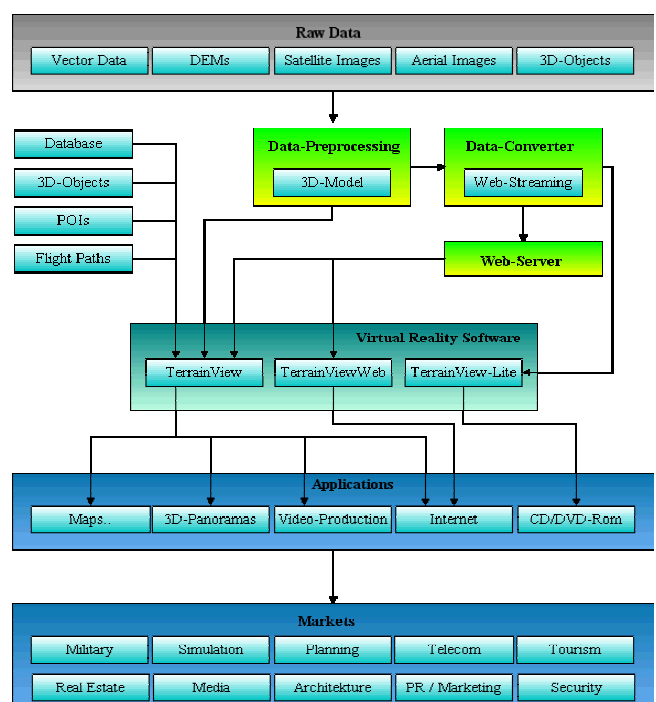 Raw Data
Vector Data
DEMs
Satellite Images
Aerial Images
3D-Objects
Database
3D-Objects
POIs
Flight Paths
Data-Preprocessing
3D-Model
Data-Converter
Web-Streaming
Web-Server
Virtual Reality Software
TerrainView
TerrainViewWeb
TerrainView-Lite
Applications
Maps..
3D-Panoramas
Video-Production
Internet
CD/DVD-Rom
Markets
Military
Simulation
Planning
Telecom
Tourism
Real Estate
Media
Architekture
PR / Marketing
Security